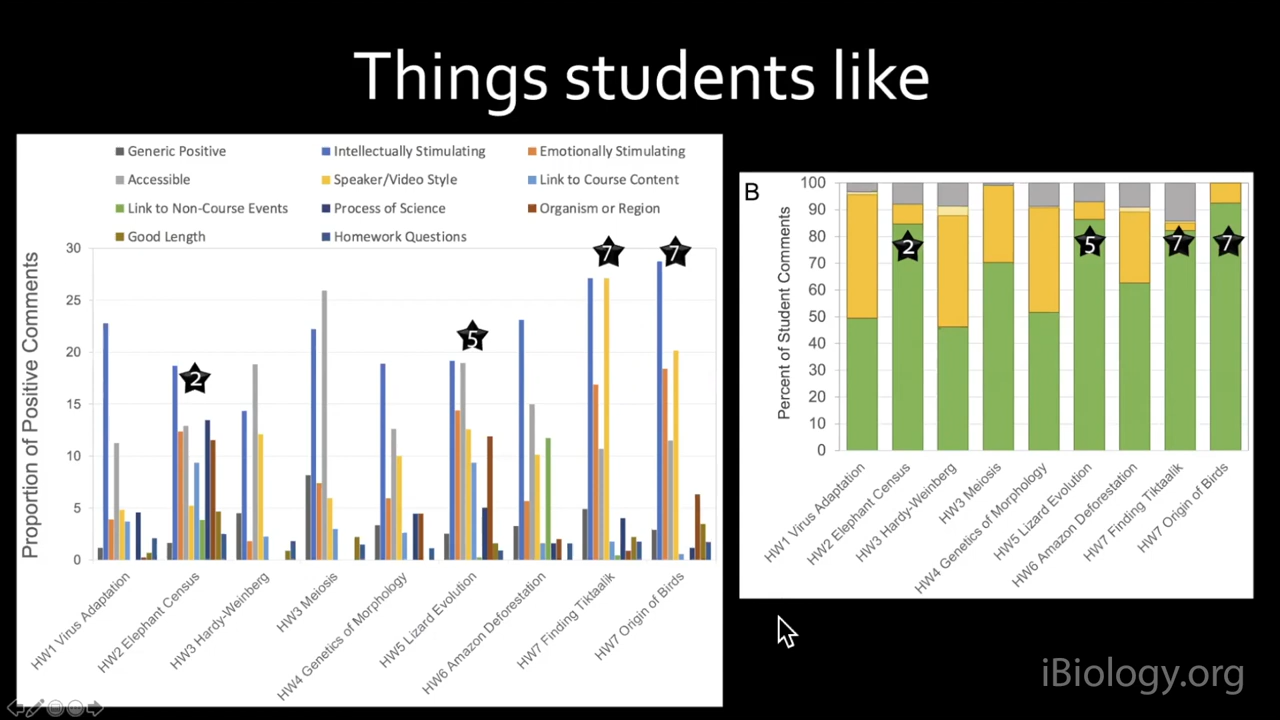 Things students like
Generic Positive
Intellectually Stimulating
Emotionally Stimulating
Accessible
Speaker/Video Style
Link to Course Content
Link to Non-Course Events
Process of Science
Organism or Region
Good Length
Homework Questions
Proportion of Positive Comments
30
25
20
15
10
5
0
2
5
7
7
HW1 Virus Adaptation
HW2 Elephant Census
HW3 Hardy-Weinberg
HW3 Meiosis
HW4 Genetics of Morphology
HW5 Lizard Evolution
HW6 Amazon Deforestation
HW7 Finding Tiktaalik
HW7 Origin of Birds
B
Percent of Student Comments
100
90
80
70
60
50
40
30
20
10
0
2
5
7
7
HW1 Virus Adaptation
HW2 Elephant Census
HW3 Hardy-Weinberg
HW3 Meiosis
HW4 Genetics of Morphology
HW5 Lizard Evolution
HW6 Amazon Deforestation
HW7 Finding Tiktaalik
HW7 Origin of Birds
iBiology.org